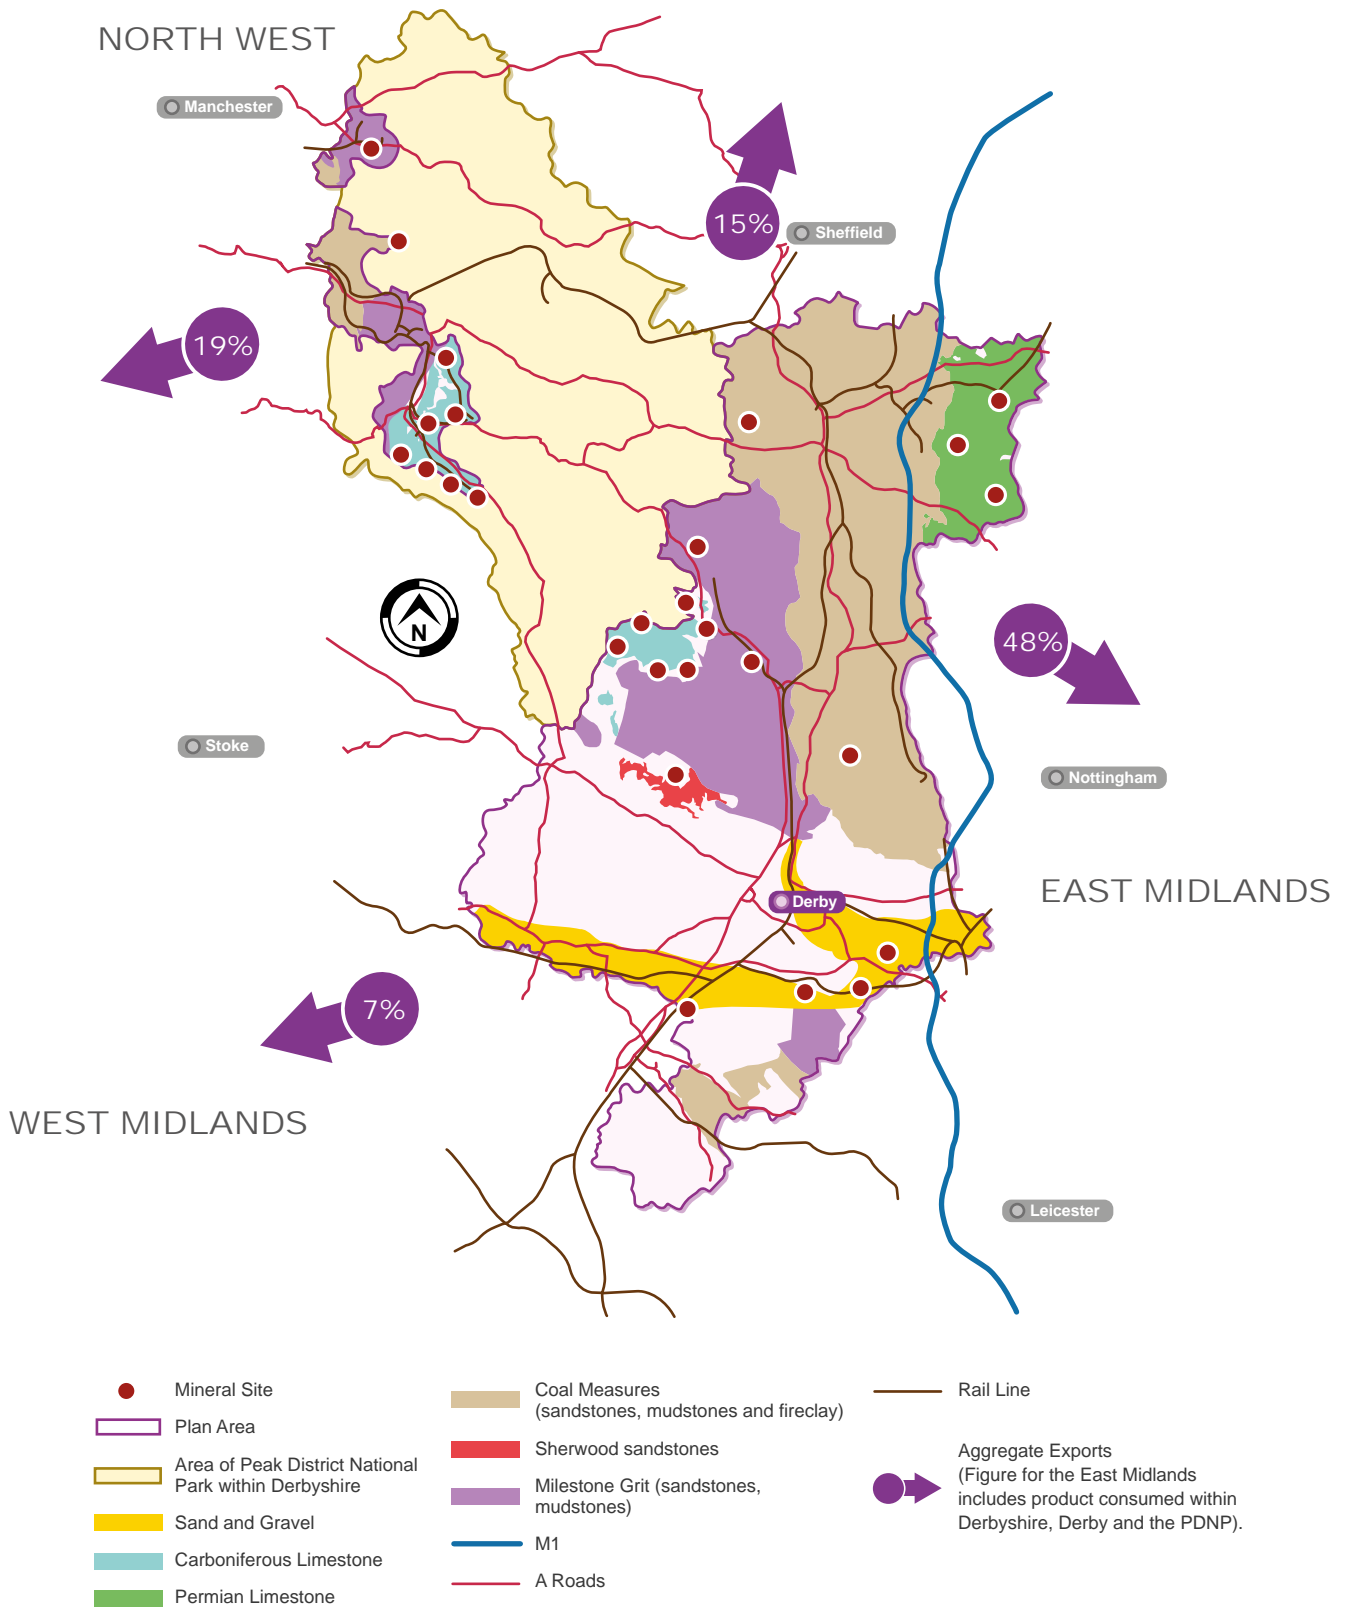 NORTH WEST
Manchester
15%
Sheffield
19%
N
48%
Stoke
Nottingham
EAST MIDLANDS
Derby
7%
WEST MIDLANDS
Leicester
Mineral Site
Plan Area
Area of Peak District National
Park within Derbyshire
Sand and Gravel
Carboniferous Limestone
Permian Limestone
Coal Measures
(sandstones, mudstones and fireclay)
Sherwood sandstones
Milestone Grit (sandstones,
mudstones)
M1
A Roads
Rail Line
Aggregate Exports
(Figure for the East Midlands
includes product consumed within
Derbyshire, Derby and the PDNP).